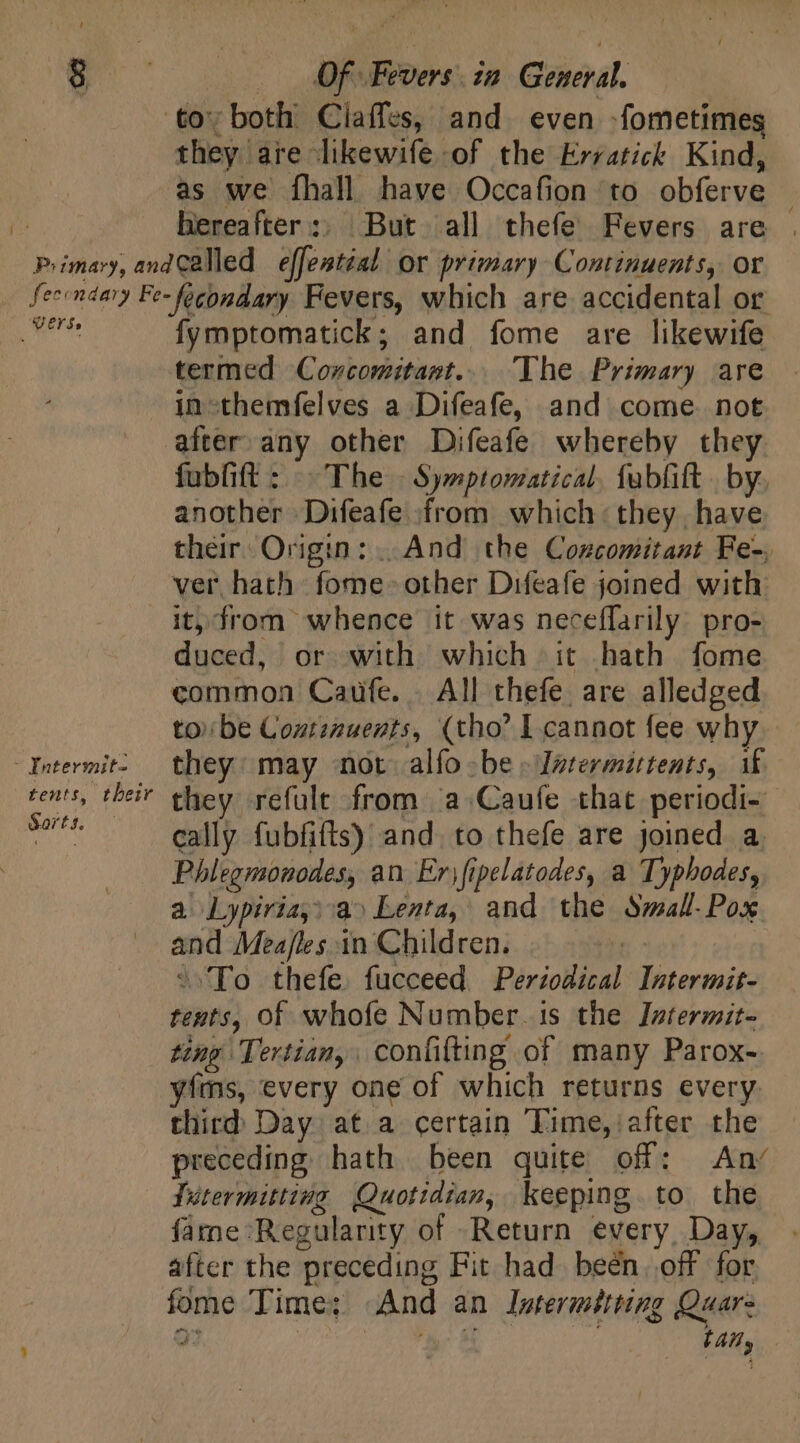 8 Of Fevers in General.
to both Claſſes, and even ſometimes
they are likewiſe of the Erratick Kind,
as we ſhall have Occaſion to obſerve
hereafter: But all theſe Fevers are
Primary, and called eſſential or primary Continuents, or
ſecondary Fe- ſecondary Fevers, which are accidental or
vers. ſymptomatick; and ſome are likewiſe
termed Concomitant. The Primary are
in themſelves a Diſeaſe, and come not
after any other Diſeaſe whereby they
ſubſiſt: The Symptomatical ſubſiſt by
another Diſeaſe from which they have
their Origin: And the Concomitant Fe-
ver hath ſome other Diſeaſe joined with
it, from whence it was neceſſarily pro-
duced, or with which it hath ſome
common Cauſe. All theſe are alledged
to be Continuents, (tho' I cannot ſee why
Intermit- they may not alſo be Intermittents, if
tents, their they reſult from a Cauſe that periodi-
Sorts. cally ſubſiſts) and to theſe are joined a
Phlegmonodes, an Eryſipelatodes, a Typhodes,
a Lypiria, a Lenta, and the Small-Pox
and Meaſles in Children.
To theſe ſucceed Periodical Intermit-
tents, of whoſe Number is the Intermit-
ting Tertian, conſiſting of many Parox-
yſms, every one of which returns every
third Day at a certain Time, after the
preceding hath been quite off: An
Intermitting Quotidian, keeping to the
ſame Regularity of Return every Day,
after the preceding Fit had beén off for
ſome Time; And an Intermitting Quar-
tan,